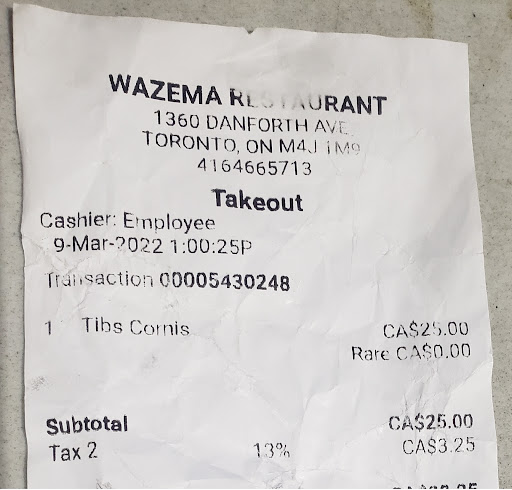 WAZEMA RESTAURANT
1360 DANFORTH AVE.
TORONTO, ON M4J 1M9
4164665713
Takeout
Cashier: Employee
9-Mar-2022 1:00:25P
Transaction 00005430248
1 Tibs Cornis CA$25.00
Rare CA$0.00
Subtotal CA$25.00
Tax 2 13% CA$3.25